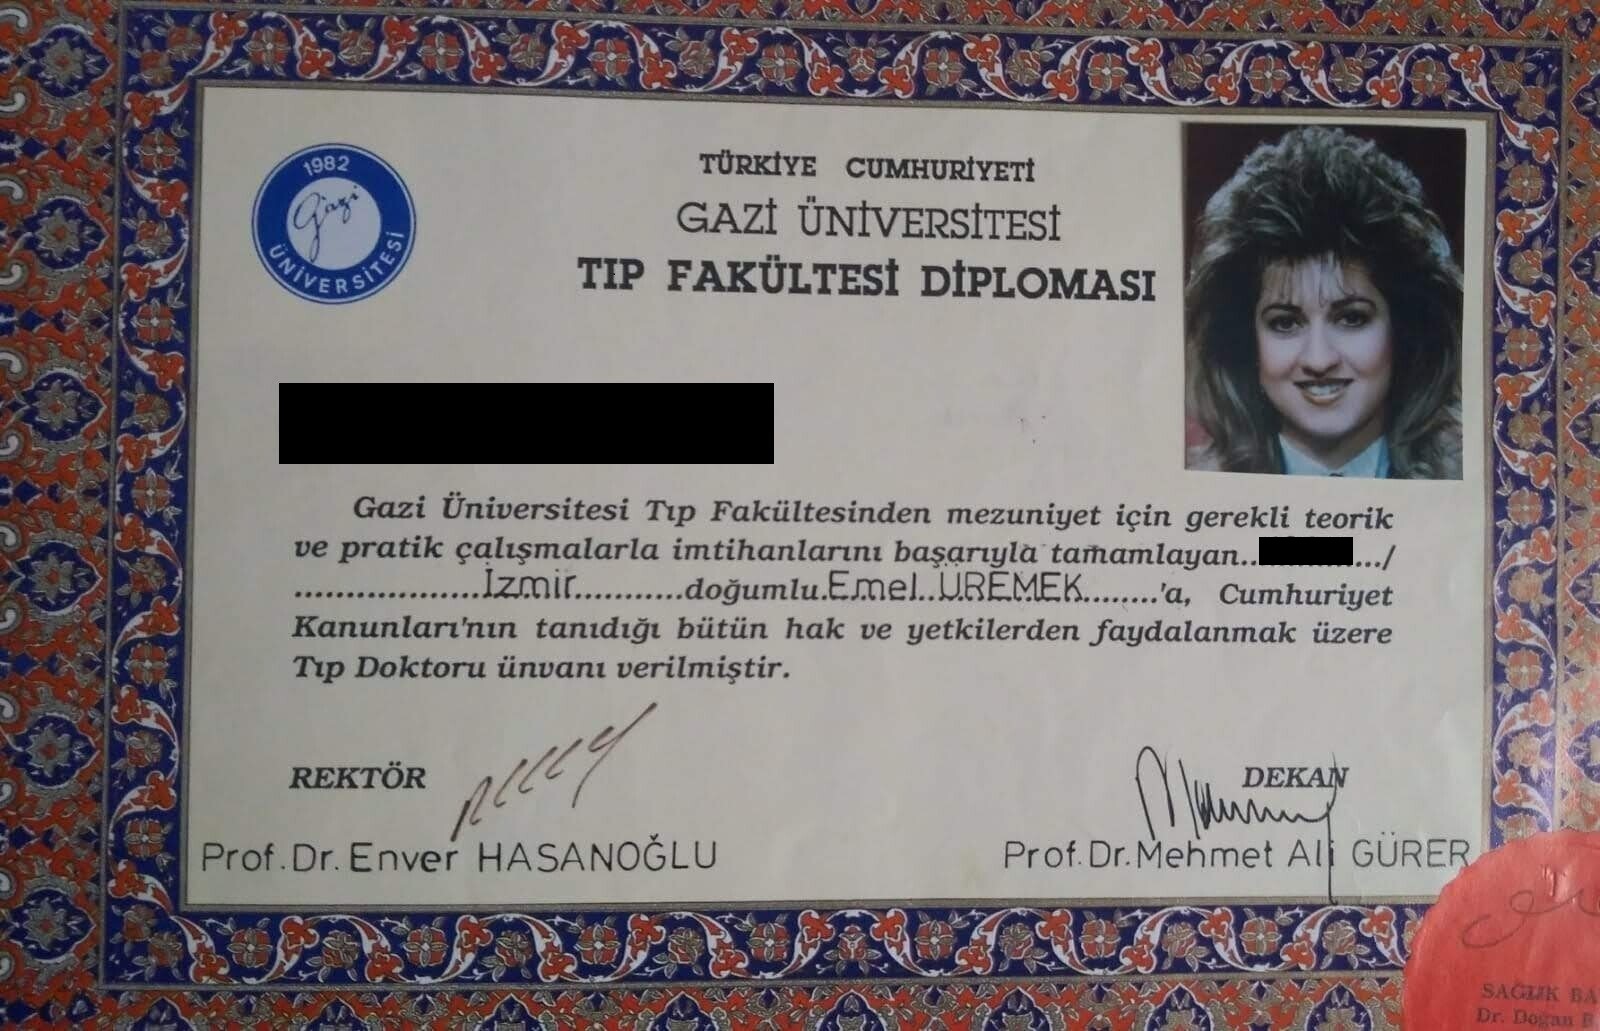 1982
Gazi
ÜNİVERSİTESİ
TÜRKİYE CUMHURİYETİ
GAZİ ÜNİVERSİTESİ
TIP FAKÜLTESİ DİPLOMASI
Gazi Üniversitesi Tıp Fakültesinden mezuniyet için gerekli teorik
ve pratik çalışmalarla imtihanlarını başarıyla tamamlayan....../
...................İzmir...........doğumlu.Emel..ÜREMEK........'a, Cumhuriyet
Kanunları'nın tanıdığı bütün hak ve yetkilerden faydalanmak üzere
Tıp Doktoru ünvanı verilmiştir.
REKTÖR
DEKAN
Prof.Dr.Enver HASANOĞLU
Prof.Dr.Mehmet Ali GÜRER
SAĞLIK BA
Dr. Doğan B